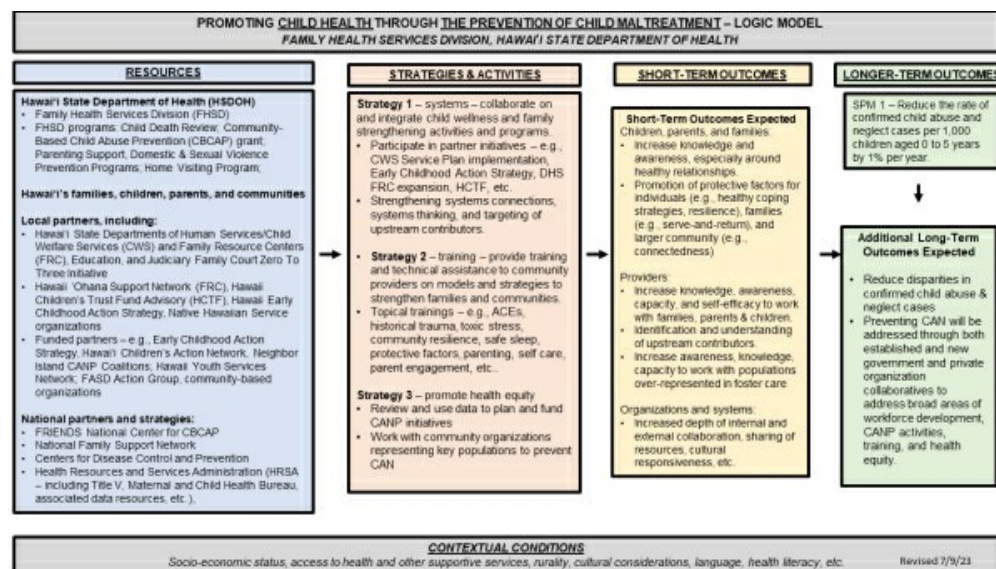 PROMOTING CHILD HEALTH THROUGH THE PREVENTION OF CHILD MALTREATMENT – LOGIC MODEL
FAMILY HEALTH SERVICES DIVISION, HAWAI'I STATE DEPARTMENT OF HEALTH
RESOURCES
Hawai'i State Department of Health (HSDOH)
• Family Health Services Division (FHSD)
• FHSD programs: Child Death Review; Community-
Based Child Abuse Prevention (CBCAP) grant;
Parenting Support, Domestic & Sexual Violence
Prevention Programs; Home Visiting Program;
Hawai'i's families, children, parents, and communities
Local partners, including:
• Hawai'i State Departments of Human Services/Child
Welfare Services (CWS) and Family Resource Centers
(FRC), Education, and Judiciary Family Court Zero To
Three Initiative
• Hawaii 'Ohana Support Network (FRC), Hawaii
Children's Trust Fund Advisory (HCTF), Hawaii Early
Childhood Action Strategy, Native Hawaiian Service
organizations
• Funded partners – e.g., Early Childhood Action
Strategy, Hawai'i Children's Action Network, Neighbor
Island CANP Coalitions; Hawaii Youth Services
Network; FASD Action Group, community-based
organizations
National partners and strategies:
• FRIENDS National Center for CBCAP
• National Family Support Network
• Centers for Disease Control and Prevention
• Health Resources and Services Administration (HRSA
– including Title V, Maternal and Child Health Bureau,
associated data resources, etc.).
STRATEGIES & ACTIVITIES
Strategy 1 – systems – collaborate on
and integrate child wellness and family
strengthening activities and programs.
• Participate in partner initiatives – e.g.,
CWS Service Plan implementation,
Early Childhood Action Strategy, DHS
FRC expansion, HCTF, etc.
• Strengthening systems connections,
systems thinking, and targeting of
upstream contributors.
• Strategy 2 – training – provide training
and technical assistance to community
providers on models and strategies to
strengthen families and communities.
• Topical trainings – e.g., ACEs,
historical trauma, toxic stress,
community resilience, safe sleep,
protective factors, parenting, self care,
parent engagement, etc..
Strategy 3 – promote health equity
• Review and use data to plan and fund
CANP initiatives
• Work with community organizations
representing key populations to prevent
CAN
SHORT-TERM OUTCOMES
Short-Term Outcomes Expected
Children, parents, and families:
• Increase knowledge and
awareness, especially around
healthy relationships.
• Promotion of protective factors for
individuals (e.g., healthy coping
strategies, resilience), families
(e.g., serve-and-return), and
larger community (e.g.,
connectedness)
Providers:
• Increase knowledge, awareness,
capacity, and self-efficacy to work
with families, parents & children.
• Identification and understanding
of upstream contributors.
• Increase awareness, knowledge,
capacity to work with populations
over-represented in foster care
Organizations and systems:
• Increased depth of internal and
external collaboration, sharing of
resources, cultural
responsiveness, etc.
LONGER-TERM OUTCOMES
SPM 1 – Reduce the rate of
confirmed child abuse and
neglect cases per 1,000
children aged 0 to 5 years
by 1% per year.
Additional Long-Term
Outcomes Expected
• Reduce disparities in
confirmed child abuse &
neglect cases
• Preventing CAN will be
addressed through both
established and new
government and private
organization
collaboratives to
address broad areas of
workforce development,
CANP activities,
training, and health
equity.
CONTEXTUAL CONDITIONS
Socio-economic status, access to health and other supportive services, rurality, cultural considerations, language, health literacy, etc.
Revised 7/9/23